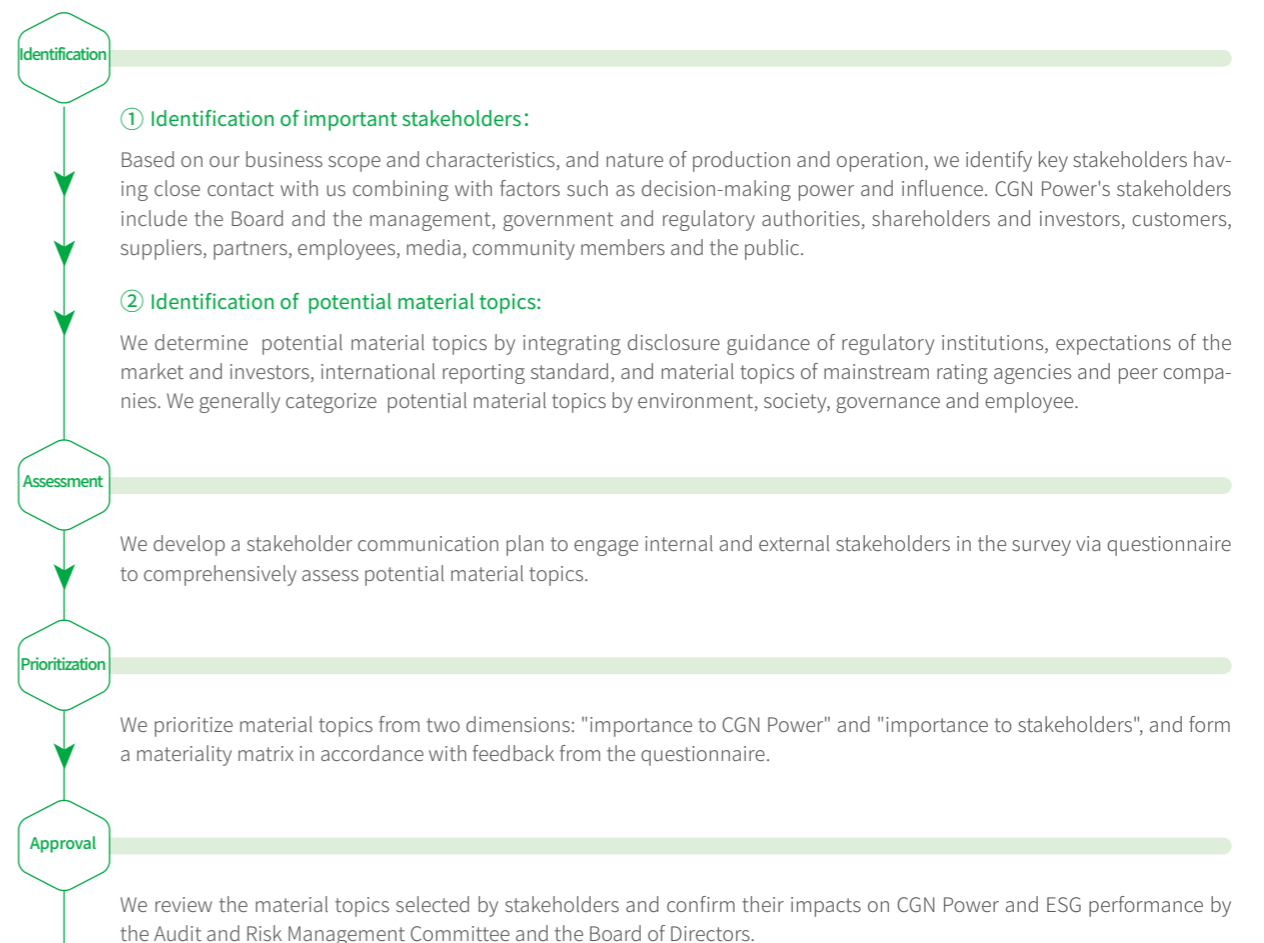 Identification
① Identification of important stakeholders：
Based on our business scope and characteristics, and nature of production and operation, we identify key stakeholders hav-
ing close contact with us combining with factors such as decision-making power and influence. CGN Power's stakeholders
include the Board and the management, government and regulatory authorities, shareholders and investors, customers,
suppliers, partners, employees, media, community members and the public.
② Identification of potential material topics:
We determine potential material topics by integrating disclosure guidance of regulatory institutions, expectations of the
market and investors, international reporting standard, and material topics of mainstream rating agencies and peer compa-
nies. We generally categorize potential material topics by environment, society, governance and employee.
Assessment
We develop a stakeholder communication plan to engage internal and external stakeholders in the survey via questionnaire
to comprehensively assess potential material topics.
Prioritization
We prioritize material topics from two dimensions: "importance to CGN Power" and "importance to stakeholders", and form
a materiality matrix in accordance with feedback from the questionnaire.
Approval
We review the material topics selected by stakeholders and confirm their impacts on CGN Power and ESG performance by
the Audit and Risk Management Committee and the Board of Directors.